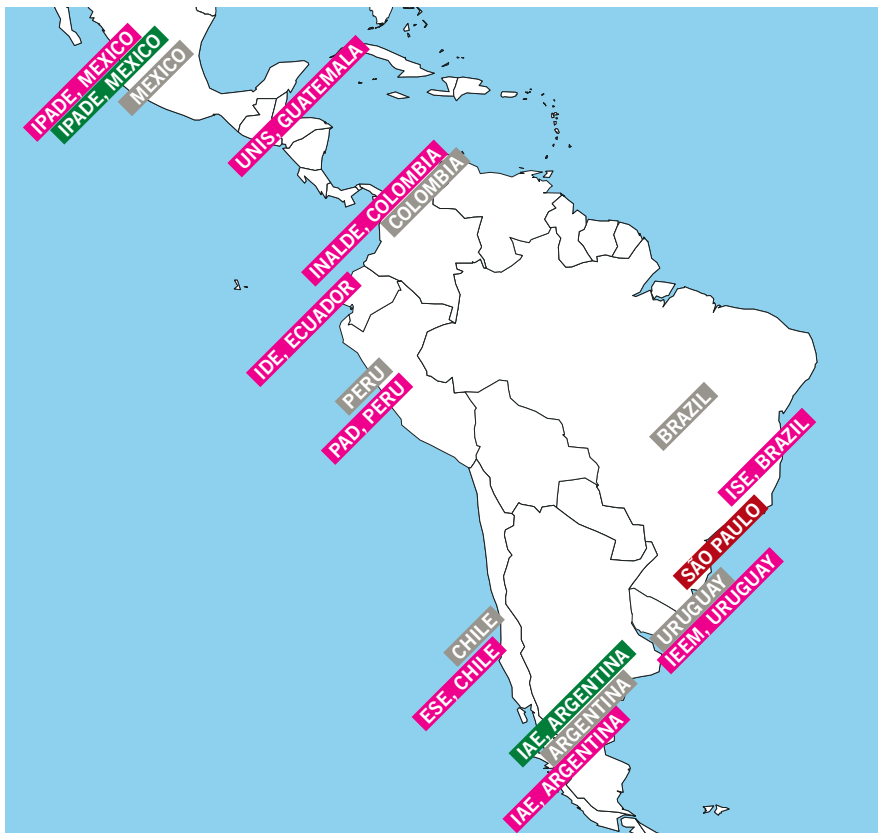 IPADE, MEXICO
IPADE, MEXICO
MEXICO
UNIS, GUATEMALA
INALDE, COLOMBIA
COLOMBIA
IDE, ECUADOR
PERU
PAD, PERU
BRAZIL
ISE, BRAZIL
SÃO PAULO
URUGUAY
IEEM, URUGUAY
CHILE
ESE, CHILE
IAE, ARGENTINA
ARGENTINA
IAE, ARGENTINA